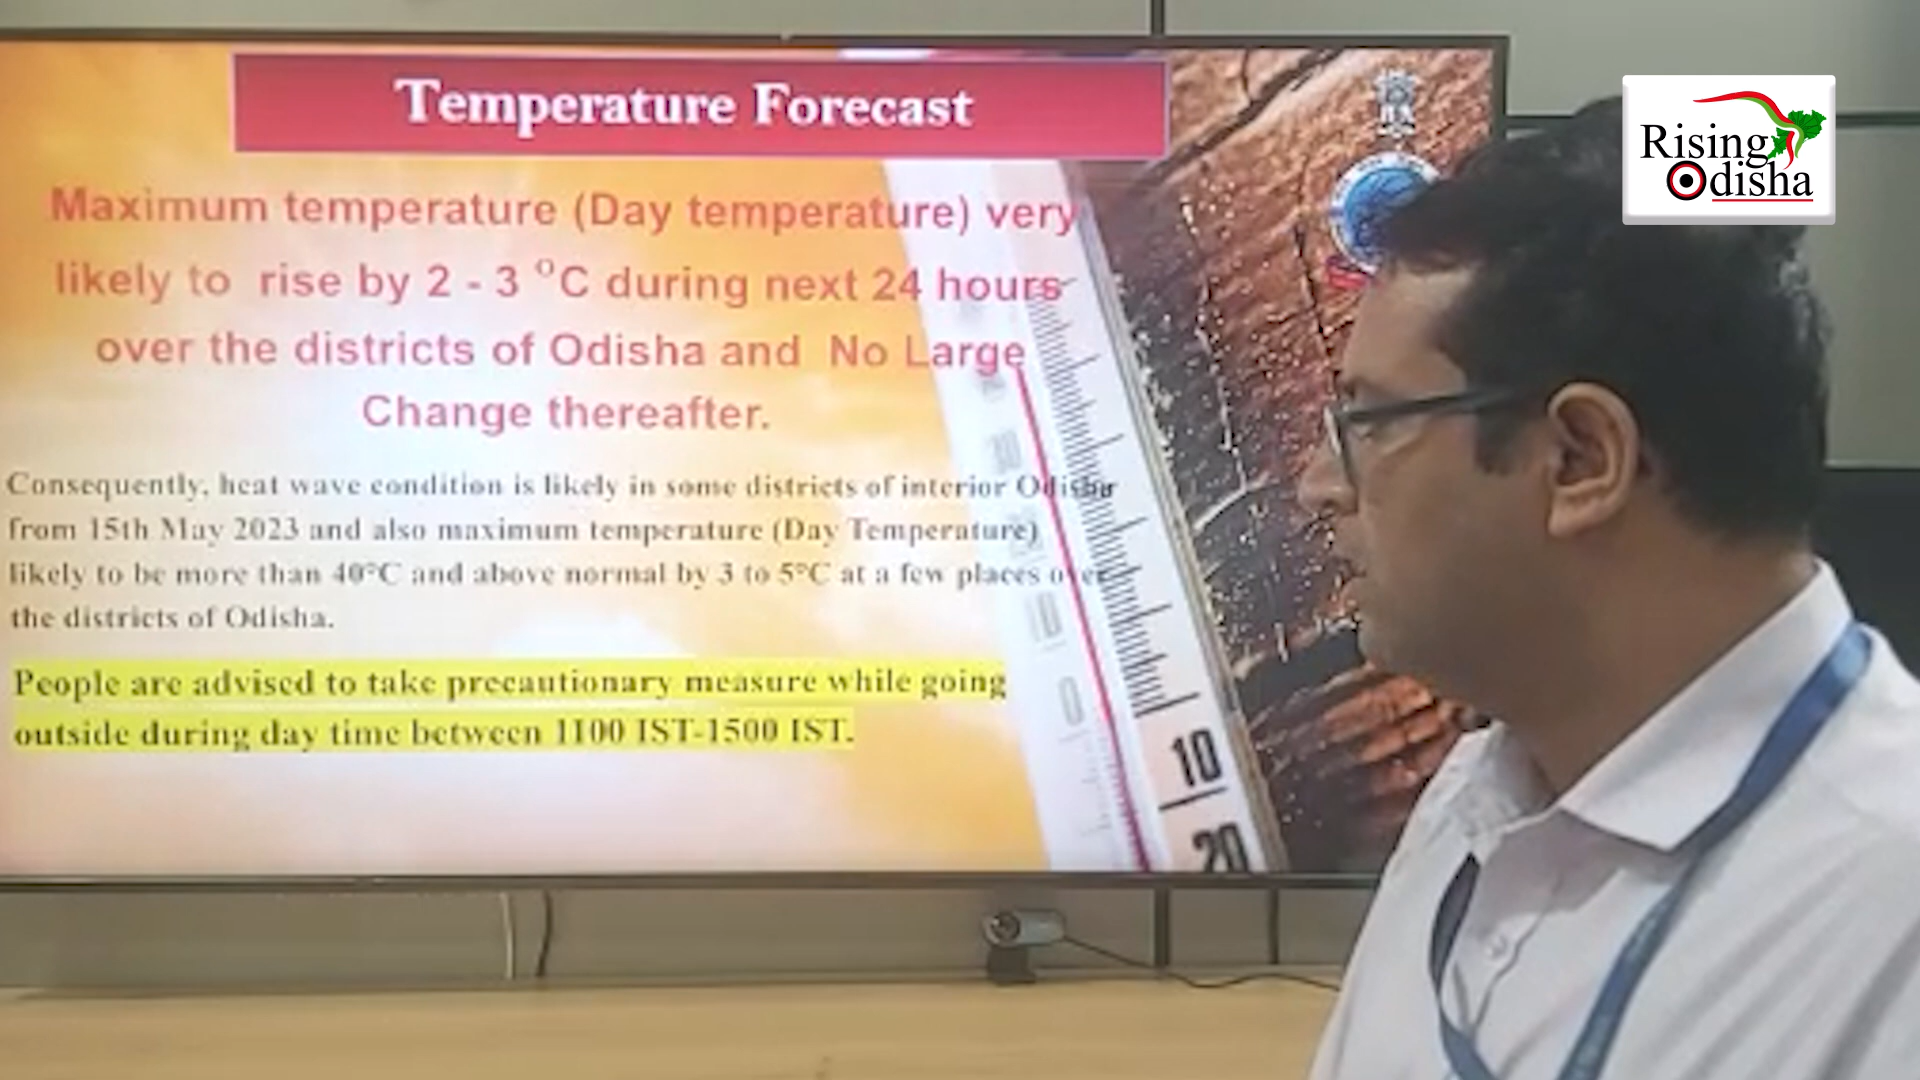 Temperature Forecast
Rising
Odisha
Maximum temperature (Day temperature) very
likely to rise by 2 - 3 °C during next 24 hours
over the districts of Odisha and No Large
Change thereafter.
Consequently, heat wave condition is likely in some districts of interior Odisha
from 15th May 2023 and also maximum temperature (Day Temperature)
likely to be more than 40°C and above normal by 3 to 5°C at a few places over
the districts of Odisha.
People are advised to take precautionary measure while going
outside during day time between 1100 IST-1500 IST.
30
10
0
10
20